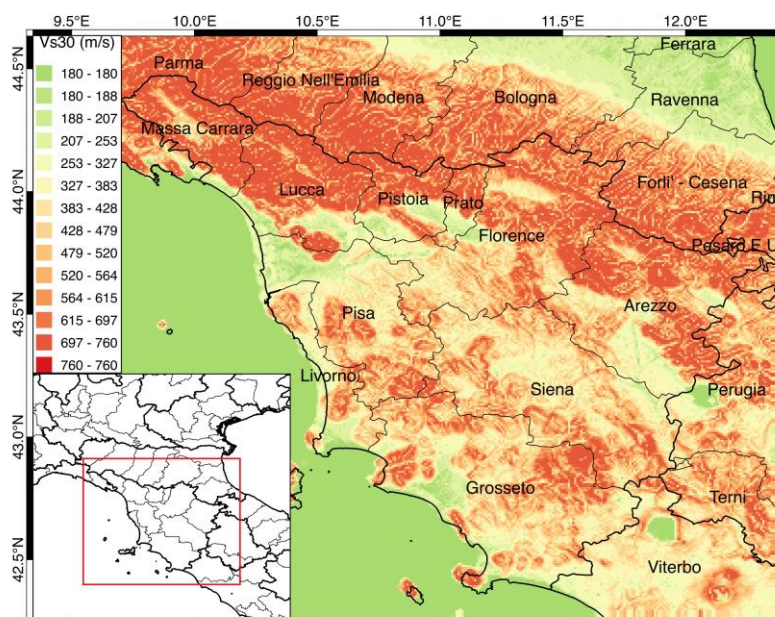 9.5°E 10.0°E 10.5°E 11.0°E 11.5°E 12.0°E
Vs30 (m/s)
180 - 180
180 - 188
188 - 207
207 - 253
253 - 327
327 - 383
383 - 428
428 - 479
479 - 520
520 - 564
564 - 615
615 - 697
697 - 760
760 - 760
44.5°N
44.0°N
43.5°N
43.0°N
42.5°N
Ferrara
Parma
Reggio Nell'Emilia
Modena
Bologna
Ravenna
Massa Carrara
Lucca
Pistoia
Prato
Forli' - Cesena
Rim
Florence
Pesaro E U
Arezzo
Pisa
Livorno
Siena
Perugia
Grosseto
Terni
Viterbo